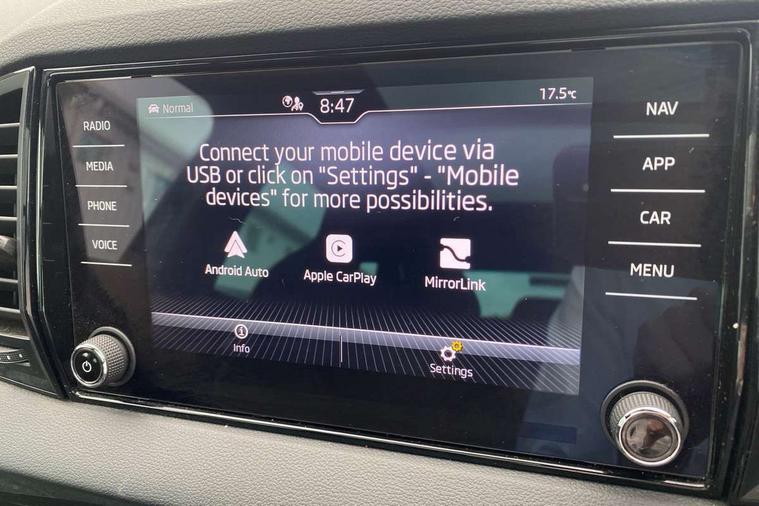 Normal
8:47
17.5°C
RADIO
MEDIA
PHONE
VOICE
Connect your mobile device via
USB or click on "Settings" - "Mobile
devices" for more possibilities.
Android Auto
Apple CarPlay
MirrorLink
Info
Settings
NAV
APP
CAR
MENU